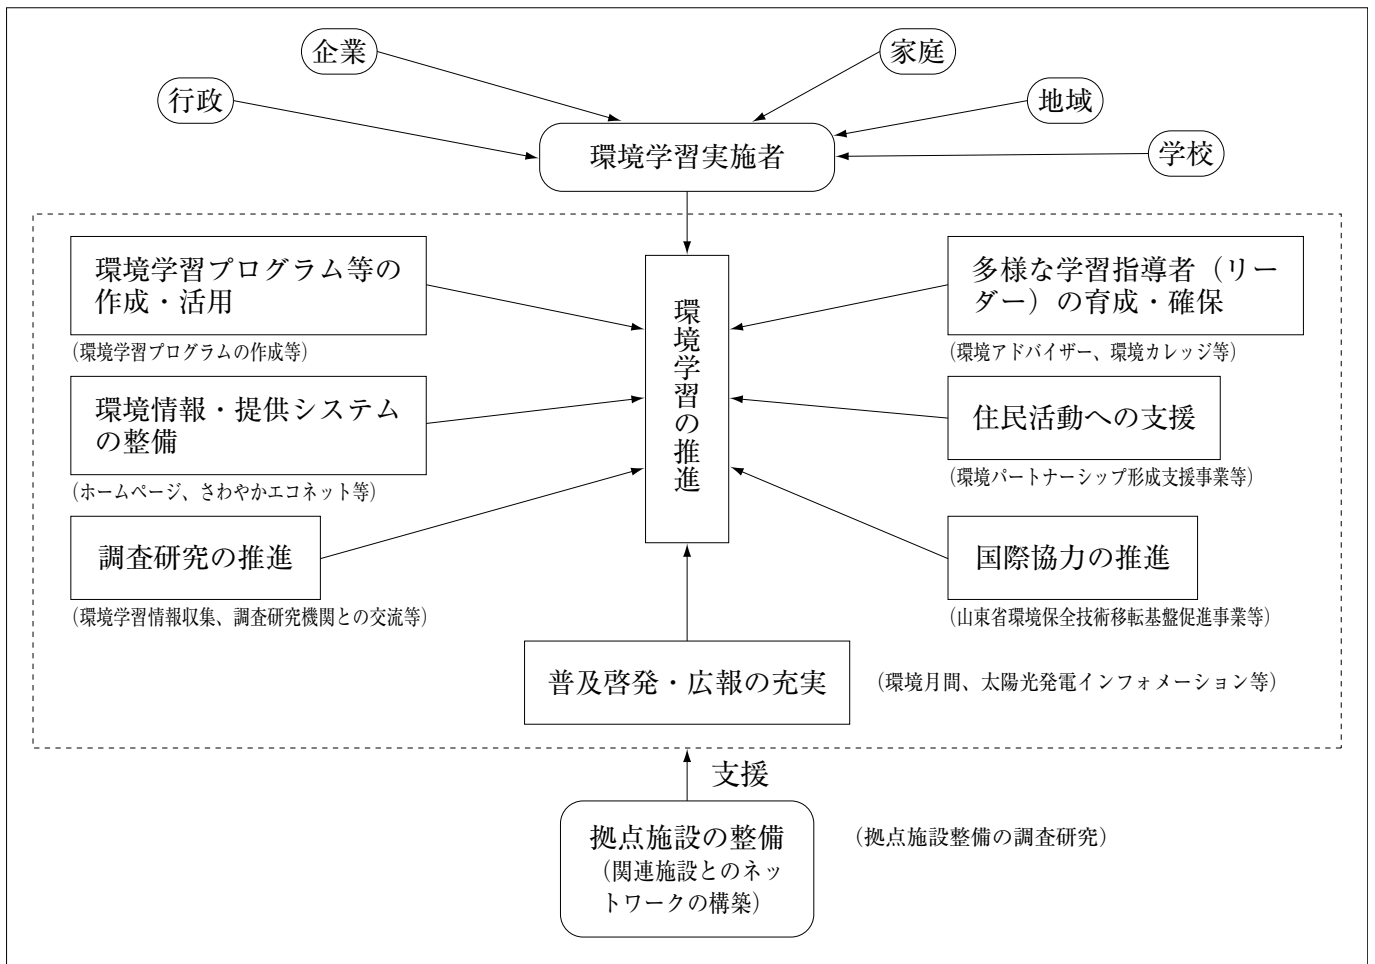 企業
家庭
行政
地域
環境学習実施者
学校
環境学習プログラム等の
作成・活用
(環境学習プログラムの作成等)
環境情報・提供システム
の整備
(ホームページ、さわやかエコネット等)
調査研究の推進
(環境学習情報収集、調査研究機関との交流等)
環境学習の推進
多様な学習指導者(リー
ダー)の育成・確保
(環境アドバイザー、環境カレッジ等)
住民活動への支援
(環境パートナーシップ形成支援事業等)
国際協力の推進
(山東省環境保全技術移転基盤促進事業等)
普及啓発・広報の充実
(環境月間、太陽光発電インフォメーション等)
支援
拠点施設の整備
(関連施設とのネッ
トワークの構築)
(拠点施設整備の調査研究)